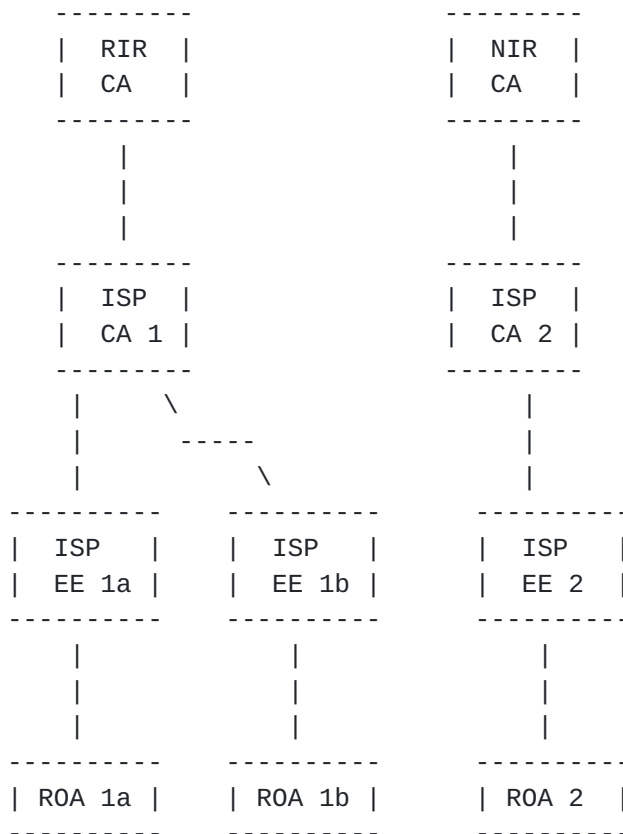 RIR NIR
CA CA
ISP ISP
CA 1 CA 2
ISP ISP ISP
EE 1a EE 1b EE 2
ROA 1a ROA 1b ROA 2